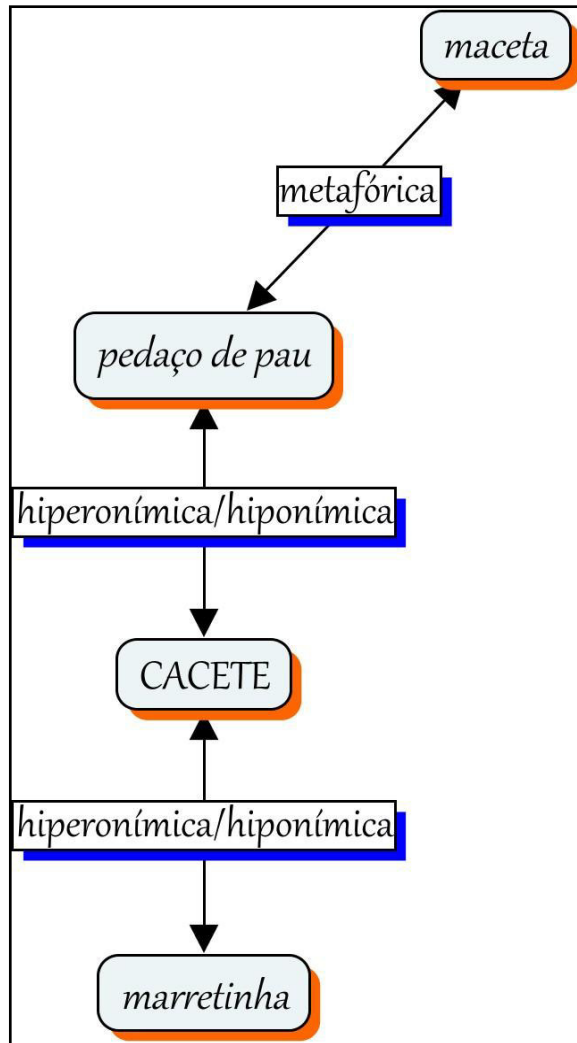 maceta
metafórica
pedaço de pau
hiperonímica/hiponímica
CACETE
hiperonímica/hiponímica
marretinha